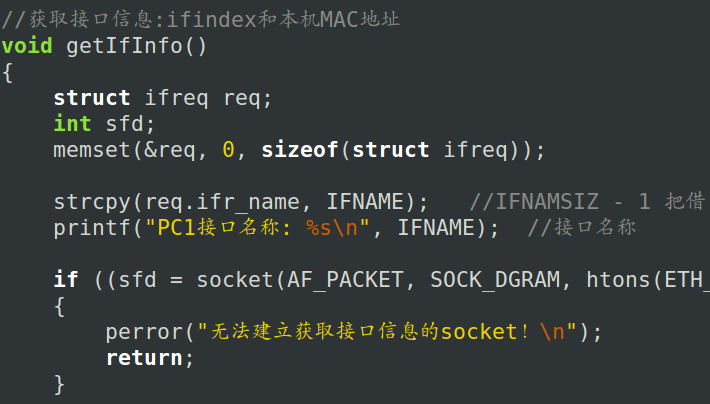 //获取接口信息:ifindex和本机MAC地址
void getIfInfo()
{
    struct ifreq req;
    int sfd;
    memset(&req, 0, sizeof(struct ifreq));
    strcpy(req.ifr_name, IFNAME);   //IFNAMSIZ - 1 把借
    printf("PC1接口名称: %s\n", IFNAME);  //接口名称
    if ((sfd = socket(AF_PACKET, SOCK_DGRAM, htons(ETH_
    {
        perror("无法建立获取接口信息的socket! \n");
        return;
    }